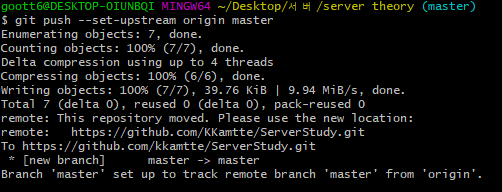 goott6@DESKTOP-OIUNBQI MINGW64 ~/Desktop/서버/server theory (master)
$ git push --set-upstream origin master
Enumerating objects: 7, done.
Counting objects: 100% (7/7), done.
Delta compression using up to 4 threads
Compressing objects: 100% (6/6), done.
Writing objects: 100% (7/7), 39.76 KiB | 9.94 MiB/s, done.
Total 7 (delta 0), reused 0 (delta 0), pack-reused 0
remote: This repository moved. Please use the new location:
remote:   https://github.com/KKamtte/ServerStudy.git
To https://github.com/kkamtte/ServerStudy.git
 * [new branch]      master -> master
Branch 'master' set up to track remote branch 'master' from 'origin'.